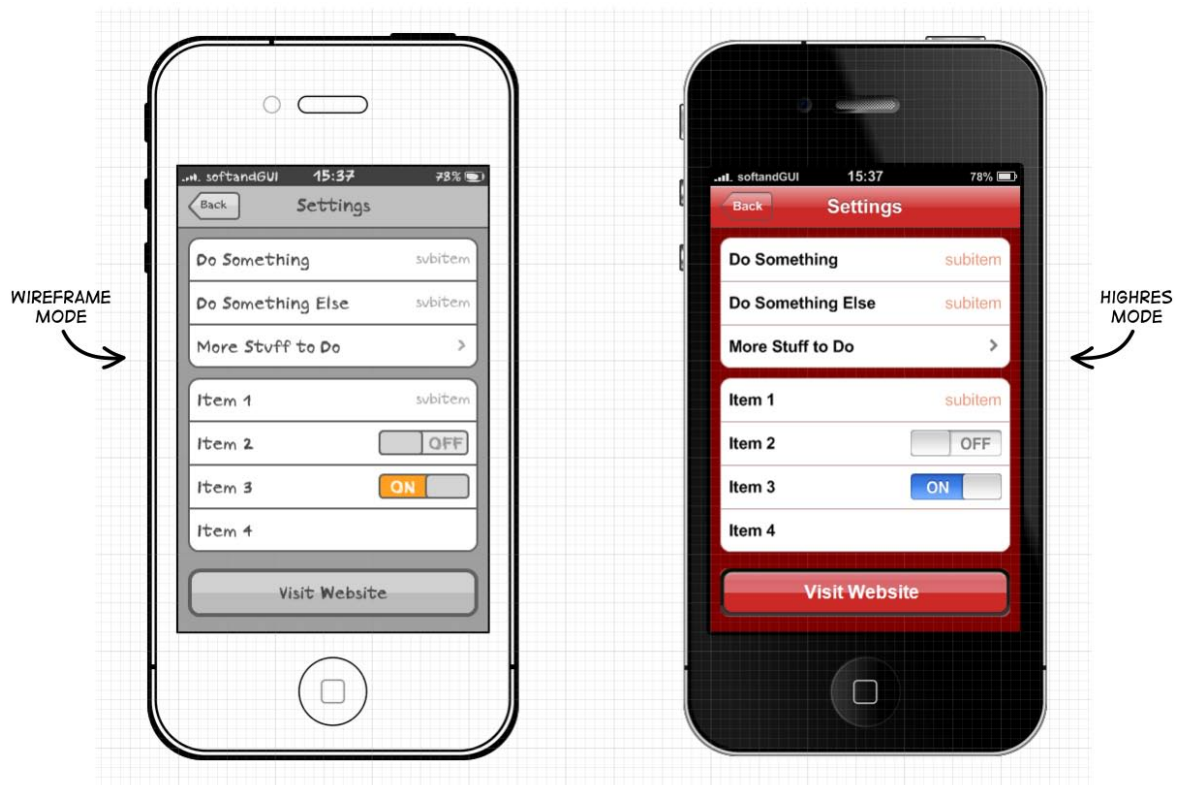 WIREFRAME
MODE
softandGUI 15:37 78%
Back Settings
Do Something subitem
Do Something Else subitem
More Stuff to Do >
Item 1 subitem
Item 2 OFF
Item 3 ON
Item 4
Visit Website
softandGUI 15:37 78%
Back Settings
Do Something subitem
Do Something Else subitem
More Stuff to Do >
Item 1 subitem
Item 2 OFF
Item 3 ON
Item 4
Visit Website
HIGHRES
MODE